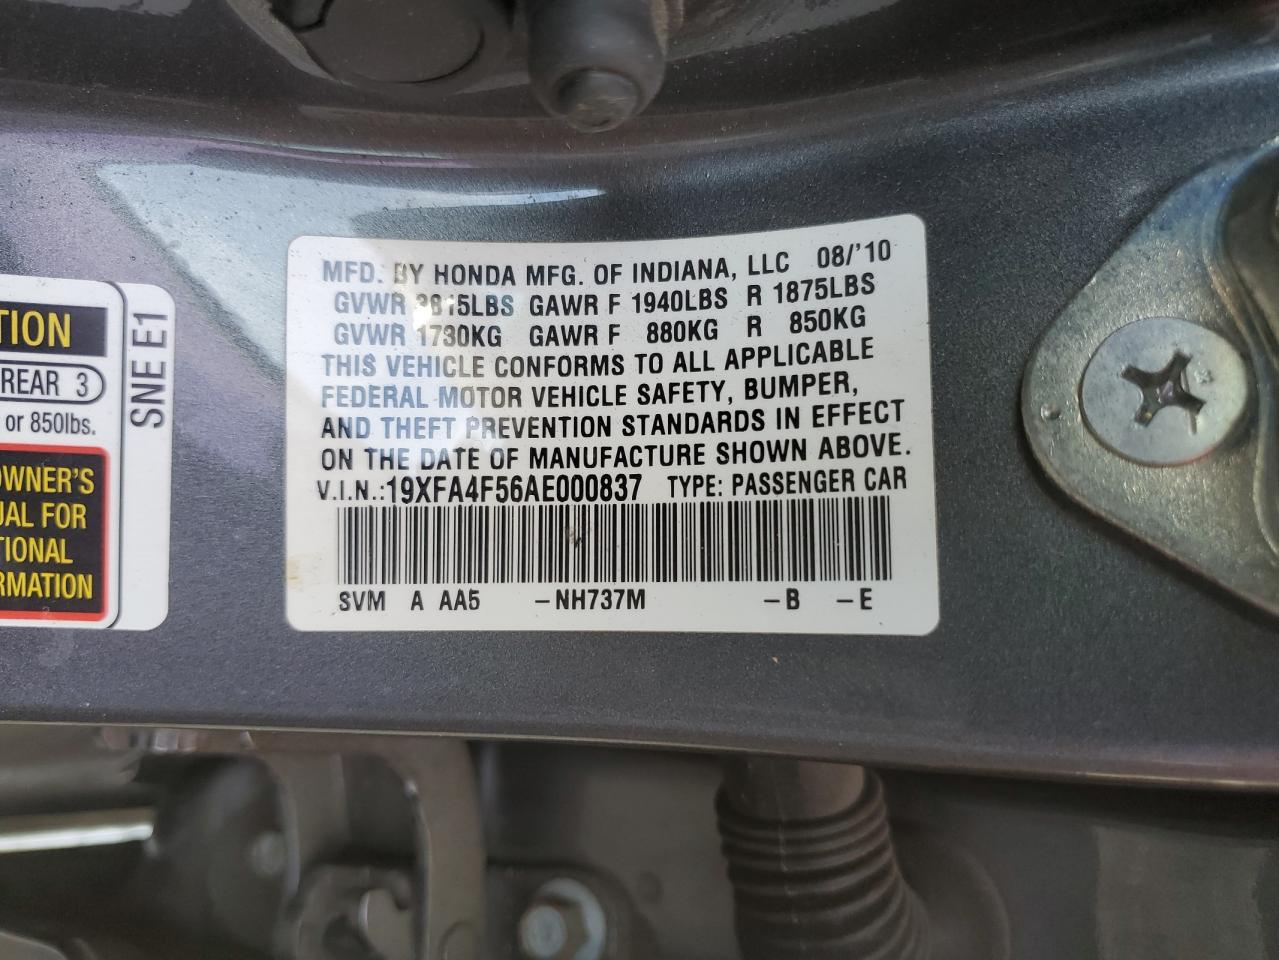 TION
REAR 3
or 850lbs.
OWNER'S
UAL FOR
TIONAL
RMATION
SNE E1
MFD. BY HONDA MFG. OF INDIANA, LLC 08/'10
GVWR 3815LBS GAWR F 1940LBS R 1875LBS
GVWR 1730KG GAWR F 880KG R 850KG
THIS VEHICLE CONFORMS TO ALL APPLICABLE
FEDERAL MOTOR VEHICLE SAFETY, BUMPER,
AND THEFT PREVENTION STANDARDS IN EFFECT
ON THE DATE OF MANUFACTURE SHOWN ABOVE.
V.I.N.:19XFA4F56AE000837 TYPE: PASSENGER CAR
SVM A AA5 -NH737M -B -E